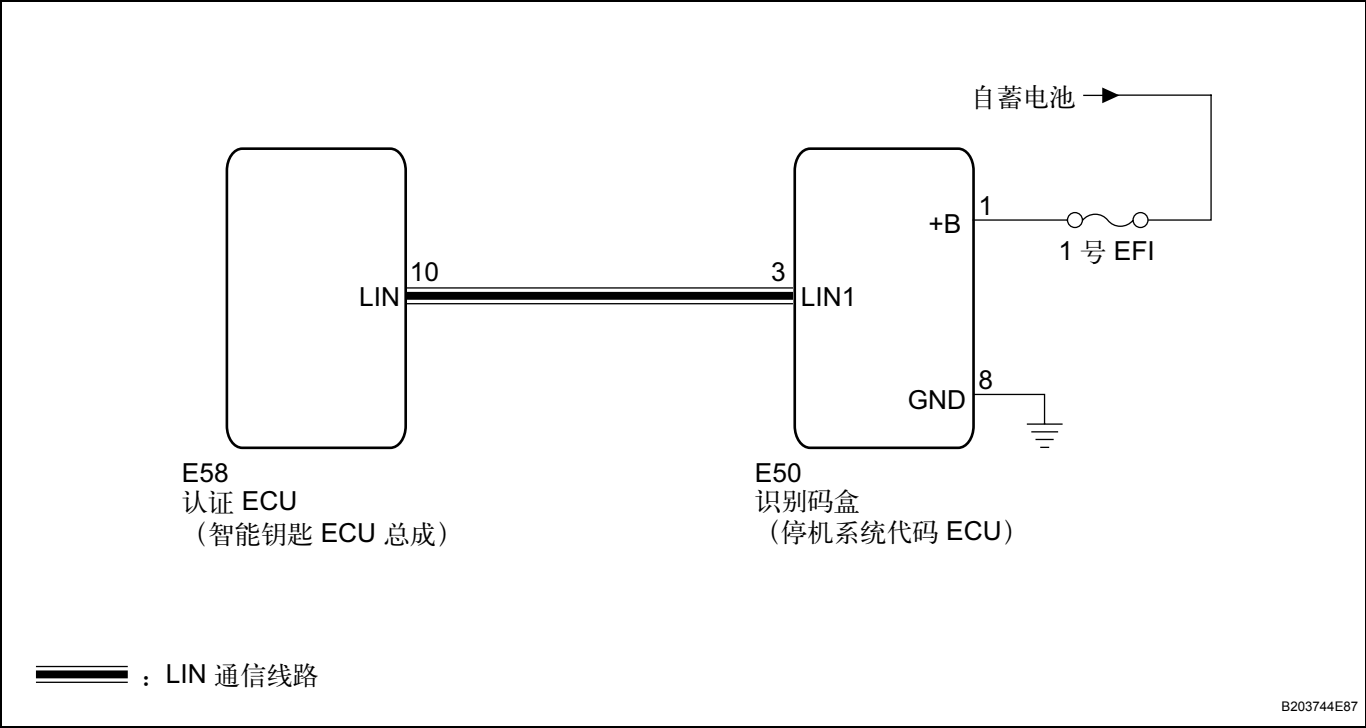 自蓄电池
1
+B
1 号 EFI
10
3
LIN
LIN1
8
GND
E58
认证 ECU
（智能钥匙 ECU 总成）
E50
识别码盒
（停机系统代码 ECU）
：LIN 通信线路
B203744E87